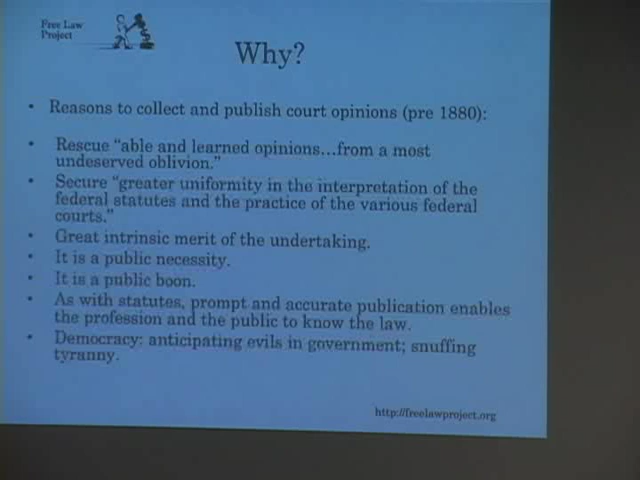 Free Law
Project
Why?
• Reasons to collect and publish court opinions (pre 1880):
• Rescue "able and learned opinions...from a most
undeserved oblivion."
• Secure "greater uniformity in the interpretation of the
federal statutes and the practice of the various federal
courts."
• Great intrinsic merit of the undertaking.
• It is a public necessity.
• It is a public boon.
• As with statutes, prompt and accurate publication enables
the profession and the public to know the law.
• Democracy: anticipating evils in government; snuffing
tyranny.
http://freelawproject.org